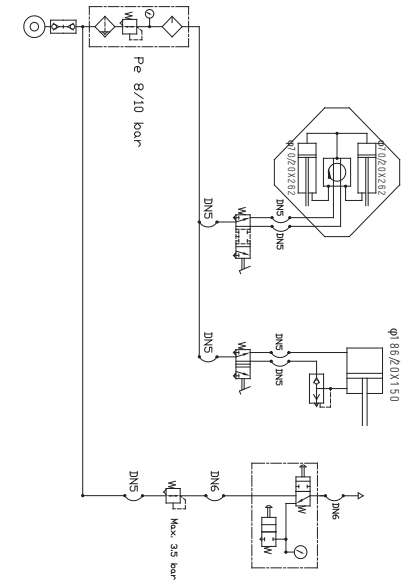 Pe 8/10 bar
φ70/20X262
φ70/20X262
DN5
DN5
DN5
φ186/20X150
DN5
DN5
DN5
DN5
DN6
DN6
Max. 3.5 bar